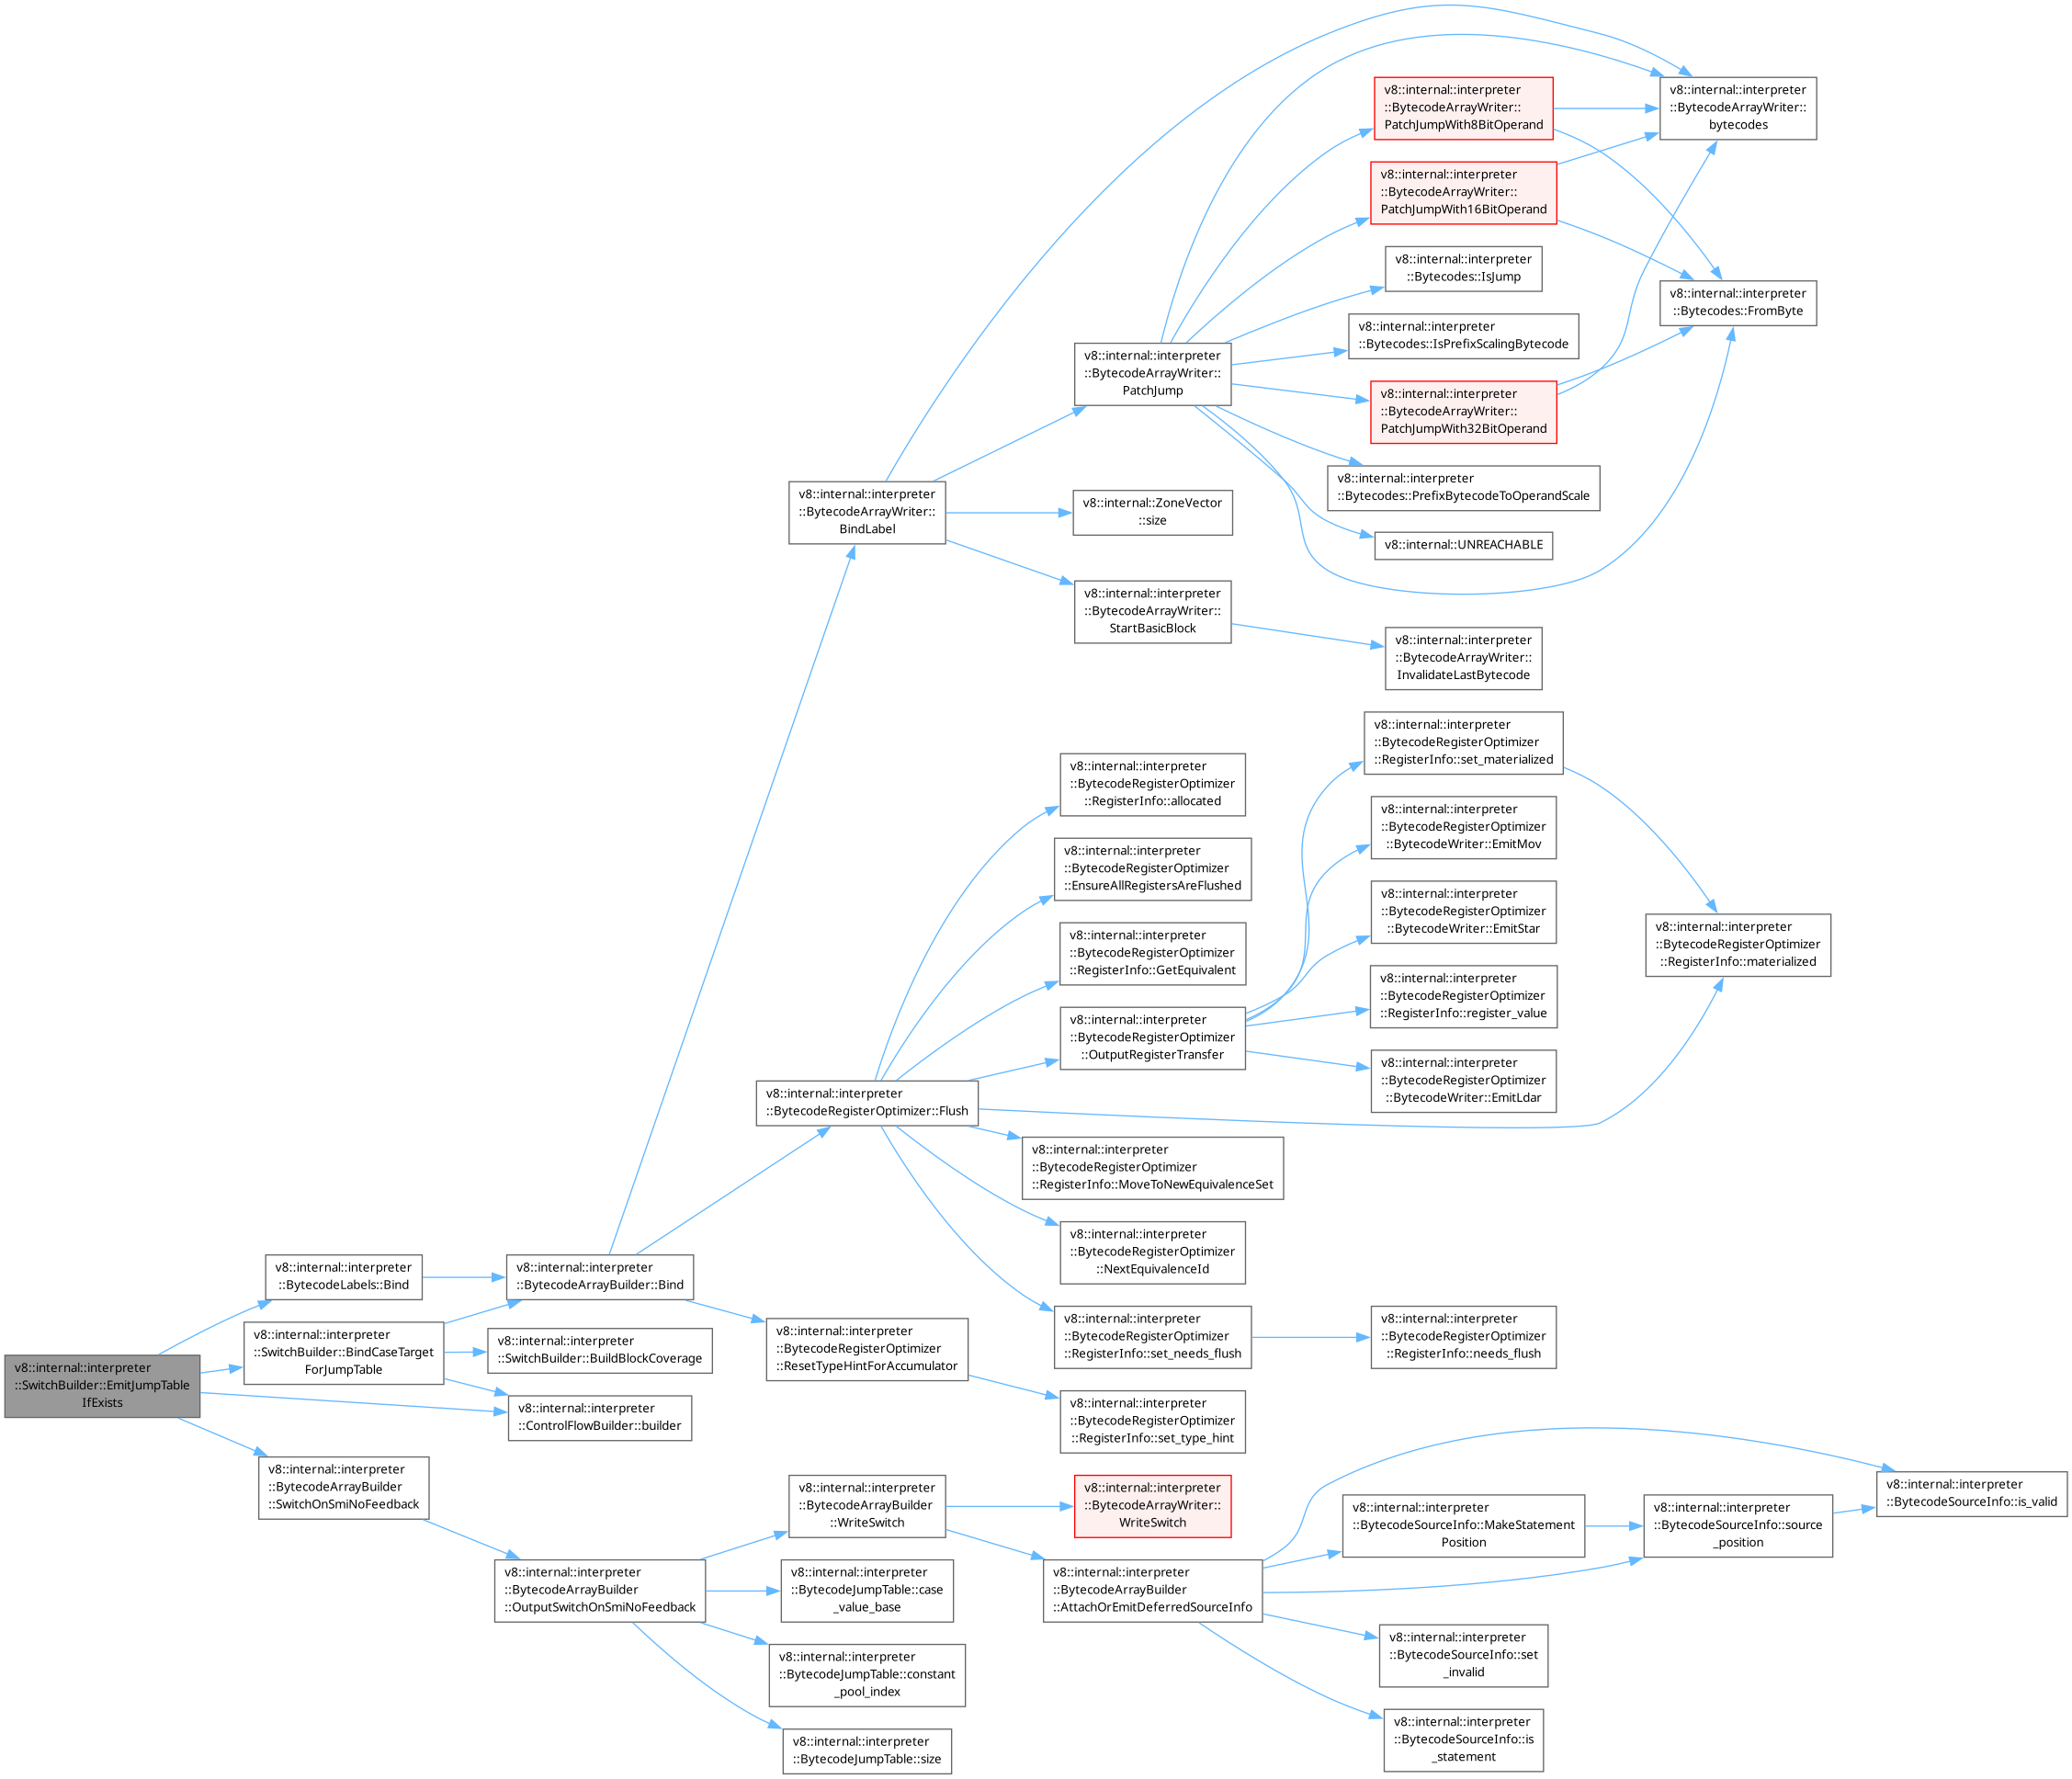 v8::internal::interpreter
::SwitchBuilder::EmitJumpTable
IfExists
v8::internal::interpreter
::BytecodeLabels::Bind
v8::internal::interpreter
::SwitchBuilder::BindCaseTarget
ForJumpTable
v8::internal::interpreter
::BytecodeArrayBuilder
::SwitchOnSmiNoFeedback
v8::internal::interpreter
::BytecodeArrayBuilder::Bind
v8::internal::interpreter
::SwitchBuilder::BuildBlockCoverage
v8::internal::interpreter
::ControlFlowBuilder::builder
v8::internal::interpreter
::BytecodeArrayBuilder
::OutputSwitchOnSmiNoFeedback
v8::internal::interpreter
::BytecodeArrayWriter::
BindLabel
v8::internal::interpreter
::BytecodeRegisterOptimizer::Flush
v8::internal::interpreter
::BytecodeRegisterOptimizer
::ResetTypeHintForAccumulator
v8::internal::interpreter
::BytecodeArrayBuilder
::WriteSwitch
v8::internal::interpreter
::BytecodeJumpTable::case
_value_base
v8::internal::interpreter
::BytecodeJumpTable::constant
_pool_index
v8::internal::interpreter
::BytecodeJumpTable::size
v8::internal::interpreter
::BytecodeArrayWriter::
PatchJump
v8::internal::ZoneVector
::size
v8::internal::interpreter
::BytecodeArrayWriter::
StartBasicBlock
v8::internal::interpreter
::BytecodeRegisterOptimizer
::RegisterInfo::allocated
v8::internal::interpreter
::BytecodeRegisterOptimizer
::EnsureAllRegistersAreFlushed
v8::internal::interpreter
::BytecodeRegisterOptimizer
::RegisterInfo::GetEquivalent
v8::internal::interpreter
::BytecodeRegisterOptimizer
::OutputRegisterTransfer
v8::internal::interpreter
::BytecodeRegisterOptimizer
::RegisterInfo::MoveToNewEquivalenceSet
v8::internal::interpreter
::BytecodeRegisterOptimizer
::NextEquivalenceId
v8::internal::interpreter
::BytecodeRegisterOptimizer
::RegisterInfo::set_needs_flush
v8::internal::interpreter
::BytecodeRegisterOptimizer
::RegisterInfo::set_type_hint
v8::internal::interpreter
::BytecodeArrayWriter::
WriteSwitch
v8::internal::interpreter
::BytecodeArrayBuilder
::AttachOrEmitDeferredSourceInfo
v8::internal::interpreter
::BytecodeArrayWriter::
PatchJumpWith8BitOperand
v8::internal::interpreter
::BytecodeArrayWriter::
PatchJumpWith16BitOperand
v8::internal::interpreter
::Bytecodes::IsJump
v8::internal::interpreter
::Bytecodes::IsPrefixScalingBytecode
v8::internal::interpreter
::BytecodeArrayWriter::
PatchJumpWith32BitOperand
v8::internal::interpreter
::Bytecodes::PrefixBytecodeToOperandScale
v8::internal::UNREACHABLE
v8::internal::interpreter
::BytecodeArrayWriter::
InvalidateLastBytecode
v8::internal::interpreter
::BytecodeRegisterOptimizer
::RegisterInfo::set_materialized
v8::internal::interpreter
::BytecodeRegisterOptimizer
::BytecodeWriter::EmitMov
v8::internal::interpreter
::BytecodeRegisterOptimizer
::BytecodeWriter::EmitStar
v8::internal::interpreter
::BytecodeRegisterOptimizer
::RegisterInfo::register_value
v8::internal::interpreter
::BytecodeRegisterOptimizer
::BytecodeWriter::EmitLdar
v8::internal::interpreter
::BytecodeRegisterOptimizer
::RegisterInfo::needs_flush
v8::internal::interpreter
::BytecodeSourceInfo::MakeStatement
Position
v8::internal::interpreter
::BytecodeSourceInfo::set
_invalid
v8::internal::interpreter
::BytecodeSourceInfo::is
_statement
v8::internal::interpreter
::BytecodeArrayWriter::
bytecodes
v8::internal::interpreter
::Bytecodes::FromByte
v8::internal::interpreter
::BytecodeRegisterOptimizer
::RegisterInfo::materialized
v8::internal::interpreter
::BytecodeSourceInfo::source
_position
v8::internal::interpreter
::BytecodeSourceInfo::is_valid